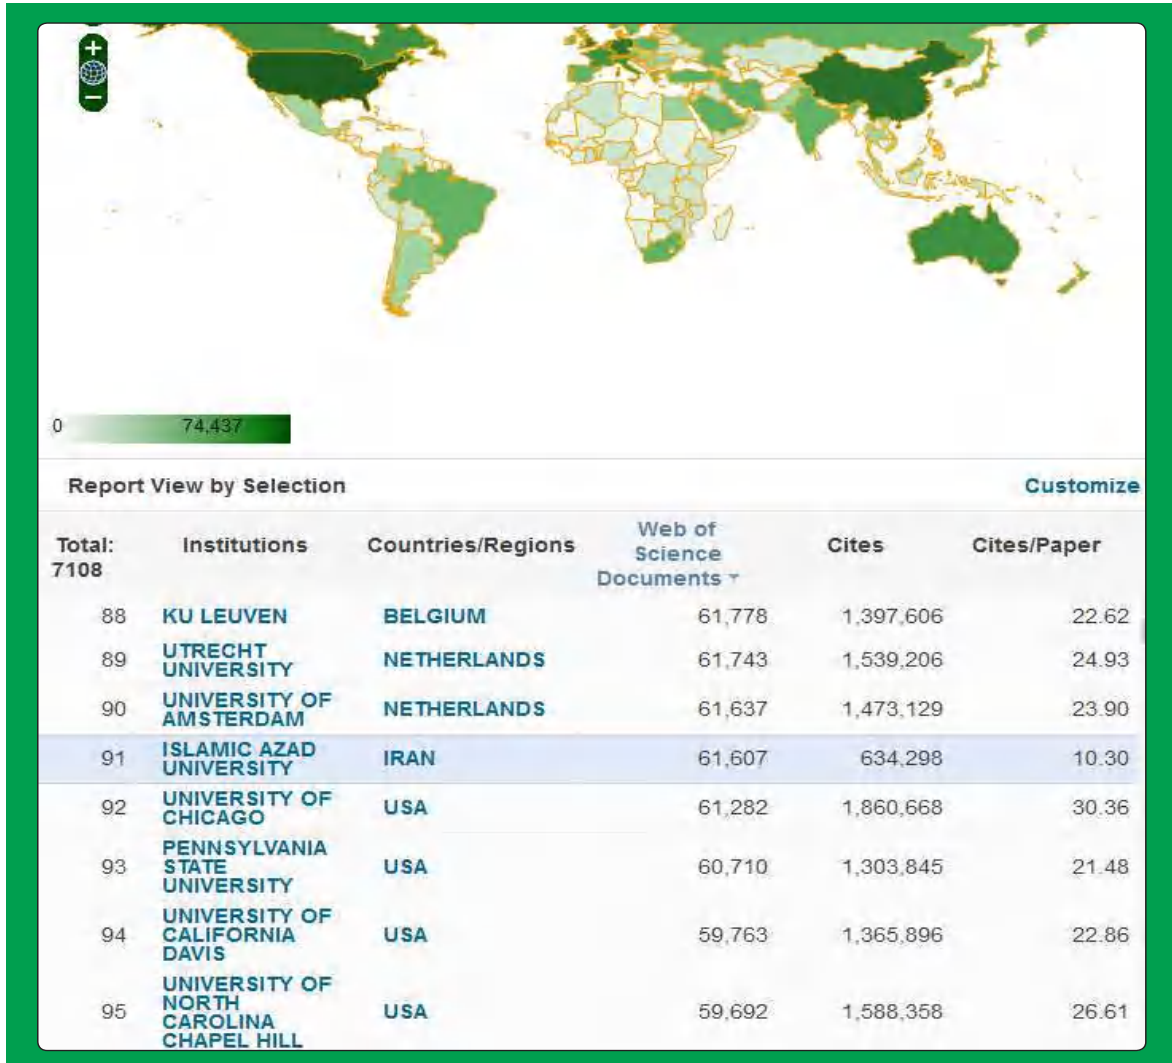 +
−
0 74,437
Report View by Selection Customize
Total: 7108 Institutions Countries/Regions Web of Science Documents Cites Cites/Paper
88 KU LEUVEN BELGIUM 61,778 1,397,606 22.62
89 UTRECHT UNIVERSITY NETHERLANDS 61,743 1,539,206 24.93
90 UNIVERSITY OF AMSTERDAM NETHERLANDS 61,637 1,473,129 23.90
91 ISLAMIC AZAD UNIVERSITY IRAN 61,607 634,298 10.30
92 UNIVERSITY OF CHICAGO USA 61,282 1,860,668 30.36
93 PENNSYLVANIA STATE UNIVERSITY USA 60,710 1,303,845 21.48
94 UNIVERSITY OF CALIFORNIA DAVIS USA 59,763 1,365,896 22.86
95 UNIVERSITY OF NORTH CAROLINA CHAPEL HILL USA 59,692 1,588,358 26.61